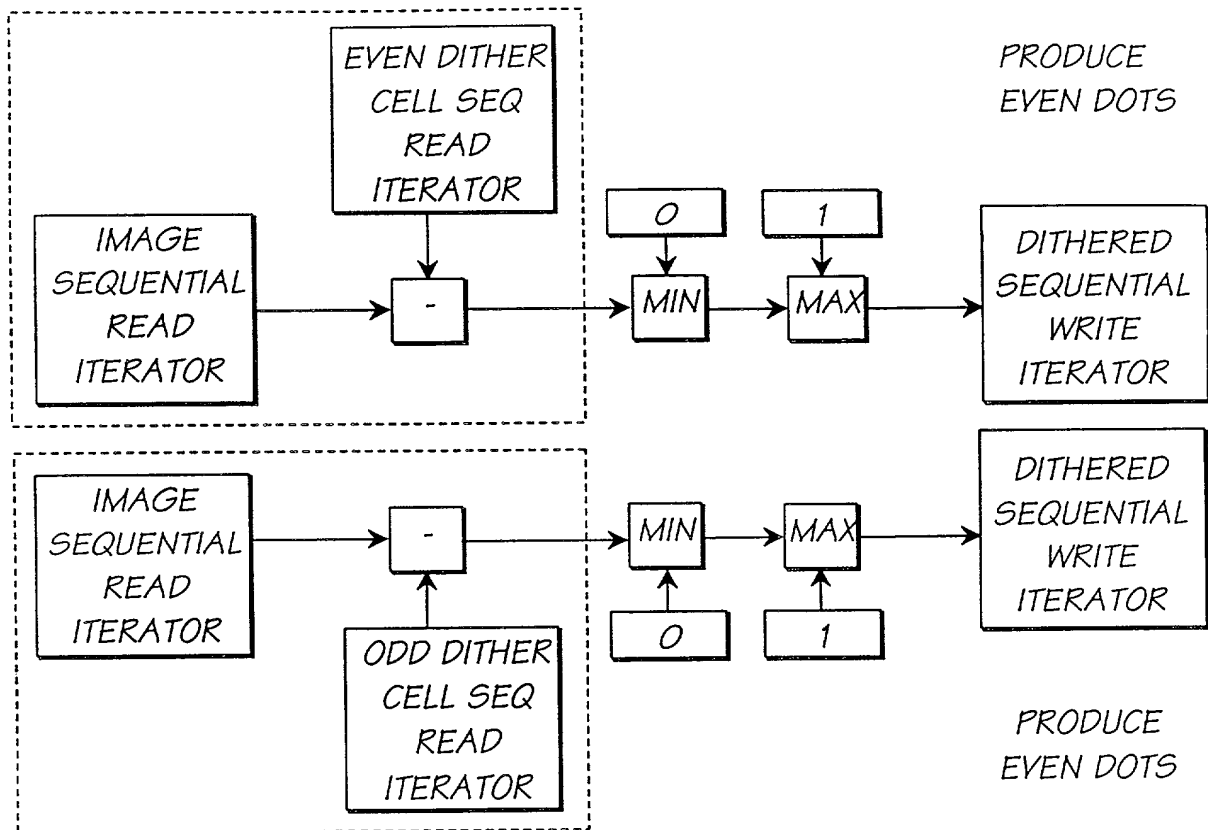 EVEN DITHER
CELL SEQ
READ
ITERATOR
PRODUCE
EVEN DOTS
IMAGE
SEQUENTIAL
READ
ITERATOR
-
0
MIN
1
MAX
DITHERED
SEQUENTIAL
WRITE
ITERATOR
IMAGE
SEQUENTIAL
READ
ITERATOR
-
ODD DITHER
CELL SEQ
READ
ITERATOR
MIN
0
MAX
1
DITHERED
SEQUENTIAL
WRITE
ITERATOR
PRODUCE
EVEN DOTS